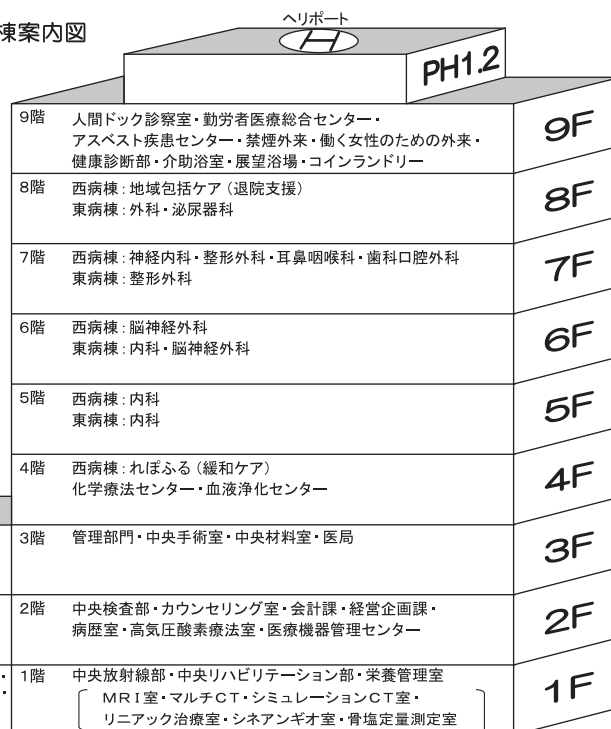 棟案内図
ヘリポート
H
PH1.2
9階 人間ドック診察室・勤労者医療総合センター・
アスベスト疾患センター・禁煙外来・働く女性のための外来・
健康診断部・介助浴室・展望浴場・コインランドリー
9F
8階 西病棟：地域包括ケア（退院支援）
東病棟：外科・泌尿器科
8F
7階 西病棟：神経内科・整形外科・耳鼻咽喉科・歯科口腔外科
東病棟：整形外科
7F
6階 西病棟：脳神経外科
東病棟：内科・脳神経外科
6F
5階 西病棟：内科
東病棟：内科
5F
4階 西病棟：れぽふる（緩和ケア）
化学療法センター・血液浄化センター
4F
3階 管理部門・中央手術室・中央材料室・医局
3F
2階 中央検査部・カウンセリング室・会計課・経営企画課・
病歴室・高気圧酸素療法室・医療機器管理センター
2F
1階 中央放射線部・中央リハビリテーション部・栄養管理室
MRI室・マルチCT・シミュレーションCT室・
リニアック治療室・シネアンギオ室・骨塩定量測定室
1F